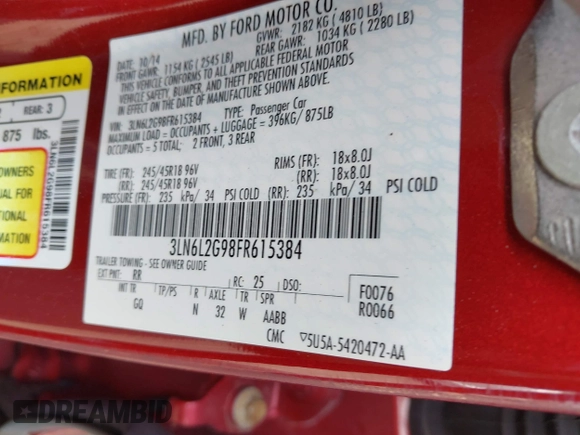 MFD. BY FORD MOTOR CO.
DATE: 10/14
GVWR: 2182 KG ( 4810 LB)
FRONT GAWR: 1154 KG ( 2545 LB)
REAR GAWR: 1034 KG ( 2280 LB)
THIS VEHICLE CONFORMS TO ALL APPLICABLE FEDERAL MOTOR
VEHICLE SAFETY, BUMPER, AND THEFT PREVENTION STANDARDS
IN EFFECT ON THE DATE OF MANUFACTURE SHOWN ABOVE.
VIN: 3LN6L2G98FR615384
TYPE: Passenger Car
MAXIMUM LOAD = OCCUPANTS + LUGGAGE = 396KG/ 875LB
OCCUPANTS = 5 TOTAL: 2 FRONT, 3 REAR
TIRE (FR): 245/45R18 96V RIMS (FR): 18x8.0J
(RR): 245/45R18 96V (RR): 18x8.0J
PRESSURE (FR): 235 kPa/ 34 PSI COLD (RR): 235 kPa/ 34 PSI COLD
3LN6L2G98FR615384
TRAILER TOWING - SEE OWNER GUIDE
EXT PNT: RR RC: 25 DSO:
INT TR TP/PS R AXLE TR SPR
GQ N 32 W AABB
F0076
R0066
CMC ▽5U5A-5420472-AA
FORMATION
REAR: 3
875 lbs.
OWNERS
UAL FOR
TIONAL
MATION
3LN6L2G98FR615384
DREAMBID